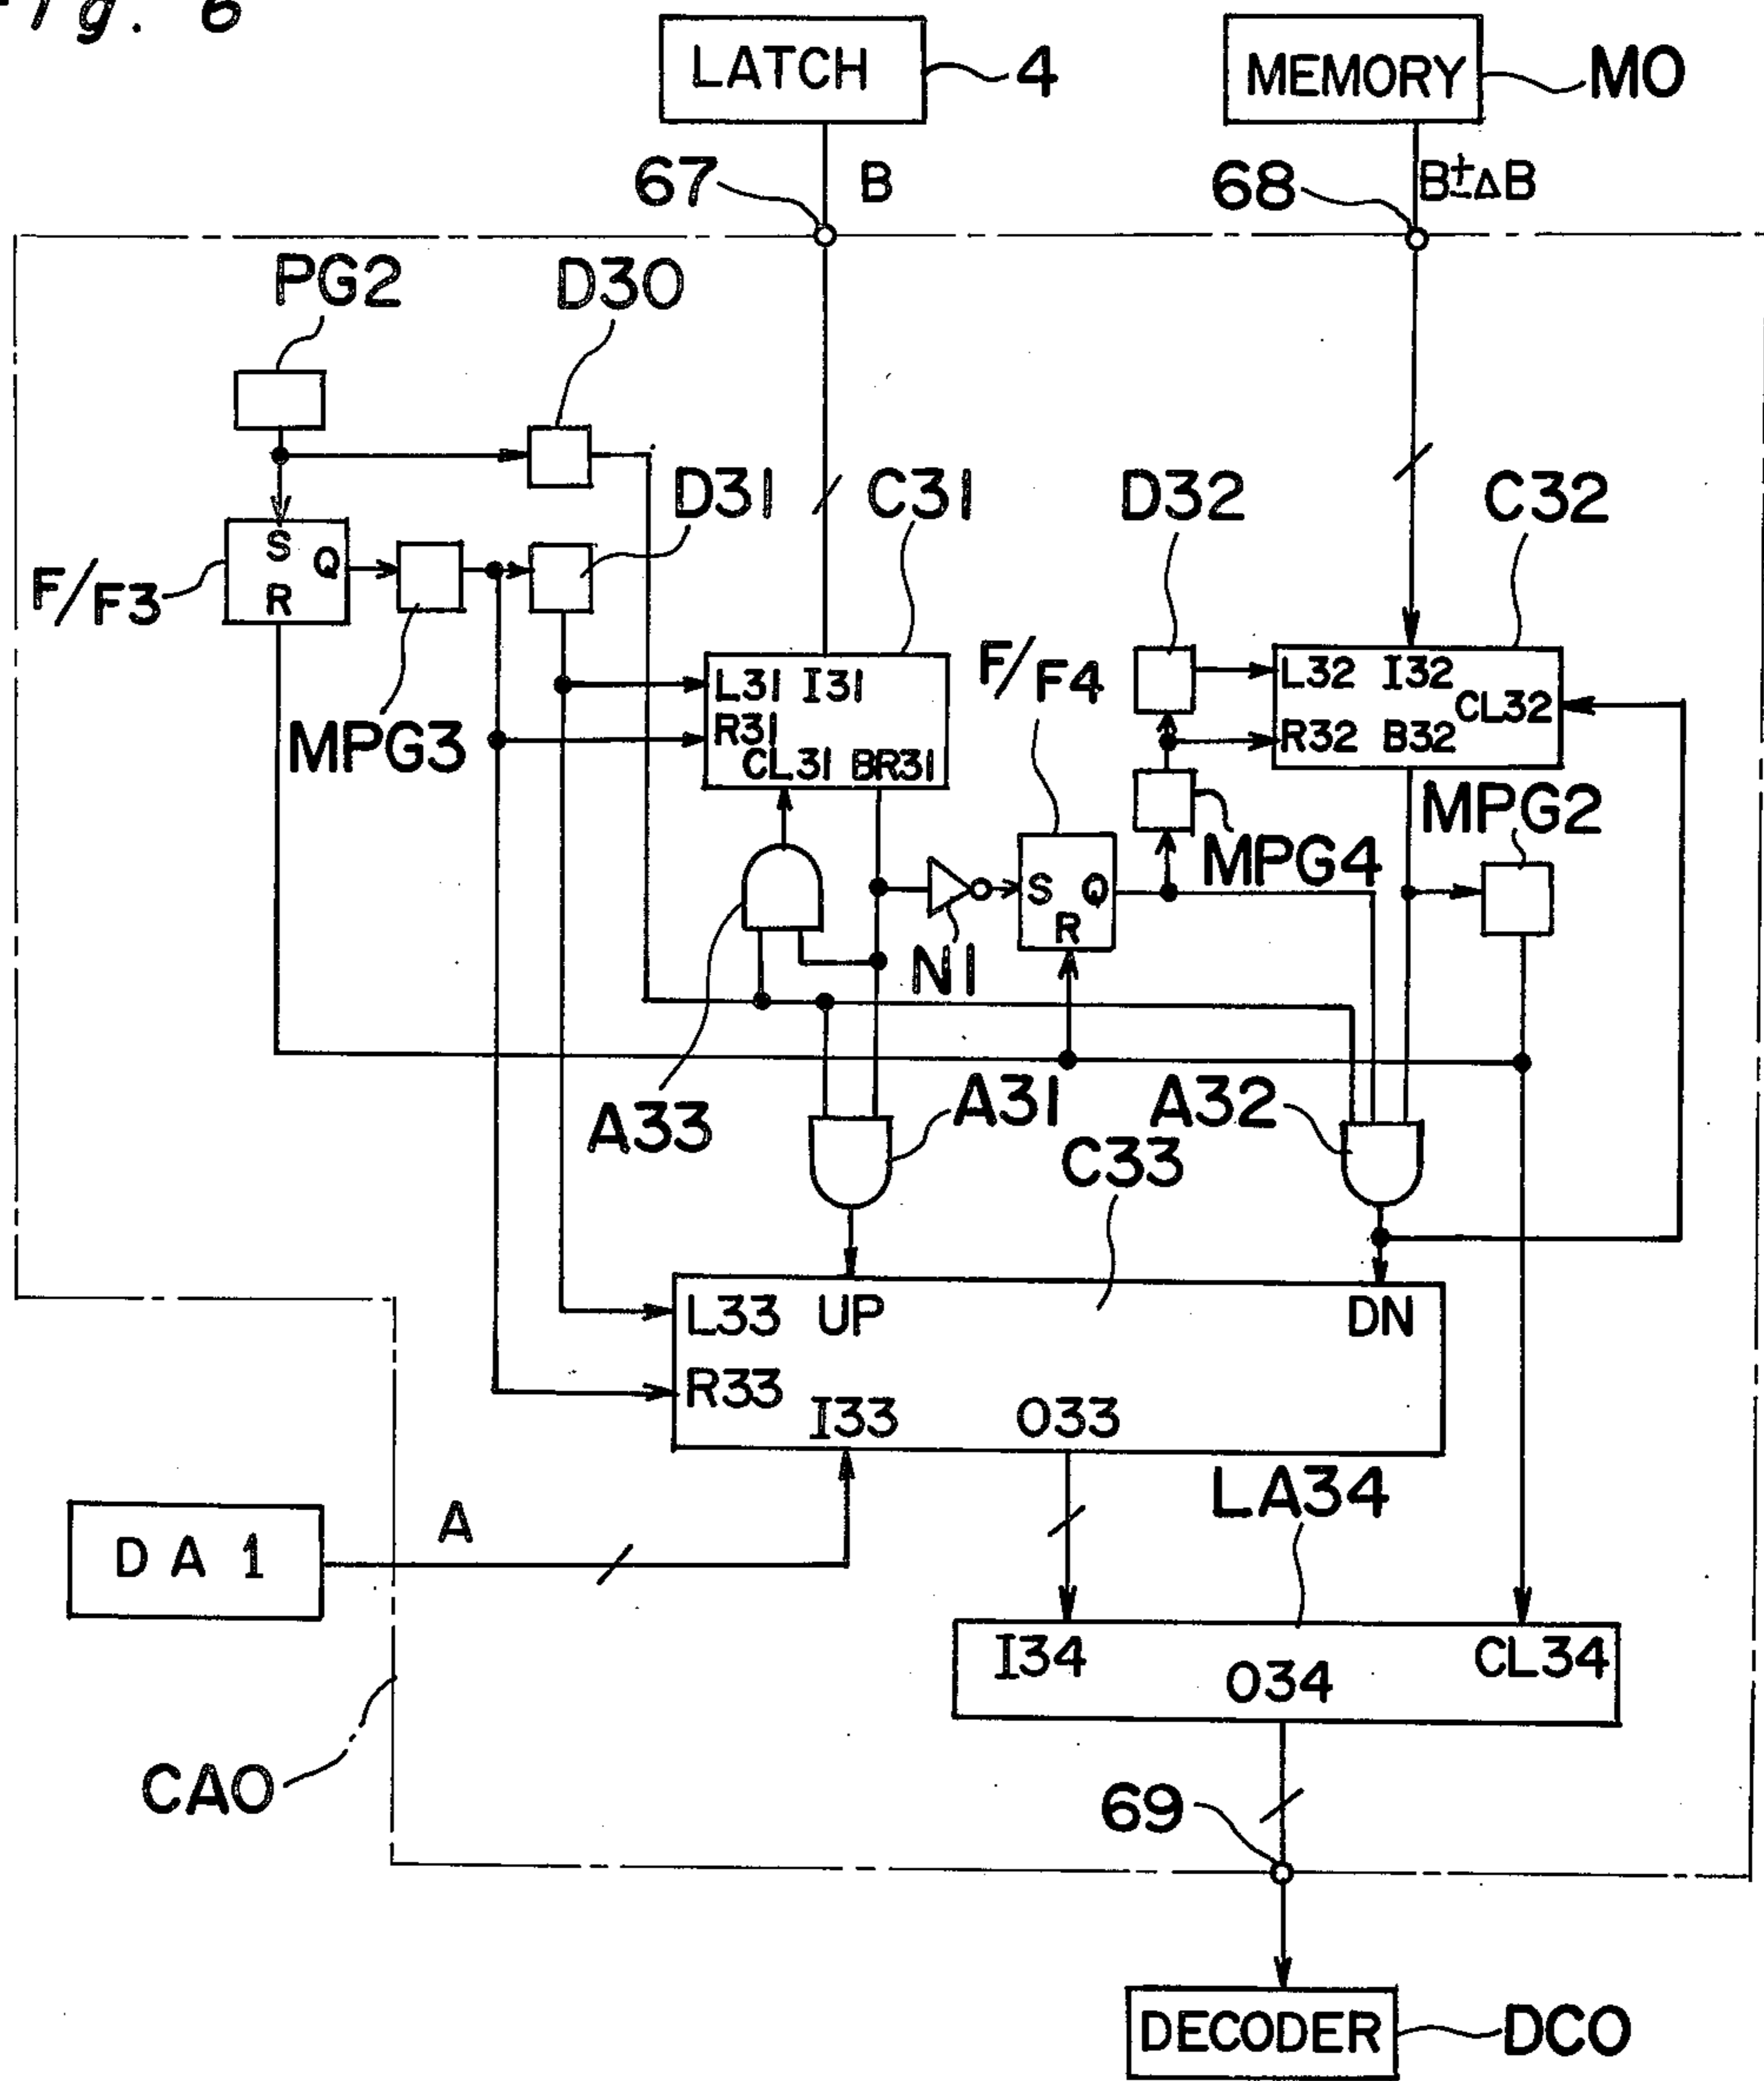 Fig. 6
LATCH
4
MEMORY
MO
67
B
68
B±ΔB
PG2
D30
D31
C31
D32
C32
S
Q
R
F/F3
MPG3
L31 I31
R31
CL31 BR31
F/F4
L32 I32
CL32
R32 B32
MPG2
MPG4
S Q
R
N1
A33
A31
A32
C33
L33 UP DN
R33
I33 O33
LA34
DA1
A
I34 CL34
O34
CAO
69
DECODER
DCO